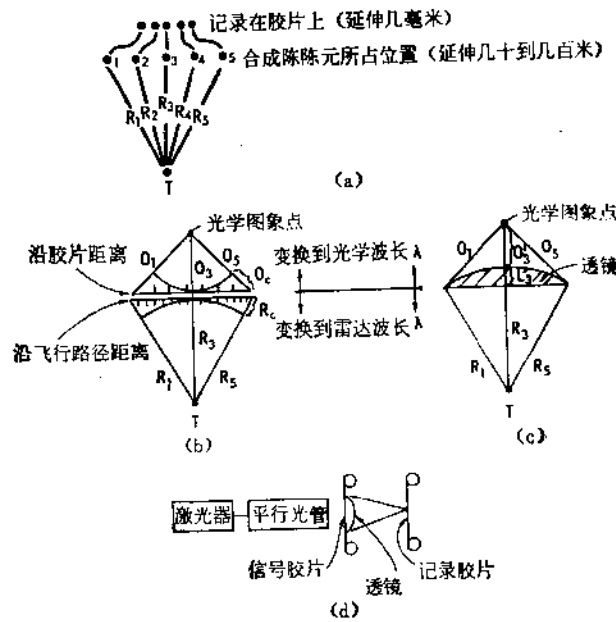 记录在胶片上（延伸几毫米）
1 2 3 4 5 合成陈陈元所占位置（延伸几十到几百米）
R1 R2 R3 R4 R5
T
(a)
光学图象点
沿胶片距离
O1 O3 O5 Oc
沿飞行路径距离
Rc
R1 R3 R5
T
(b)
变换到光学波长 λ
变换到雷达波长 λ
光学图象点
O1 O'3 O5
L3 透镜
R1 R3 R5
T
(c)
激光器 平行光管
信号胶片 透镜 记录胶片
(d)